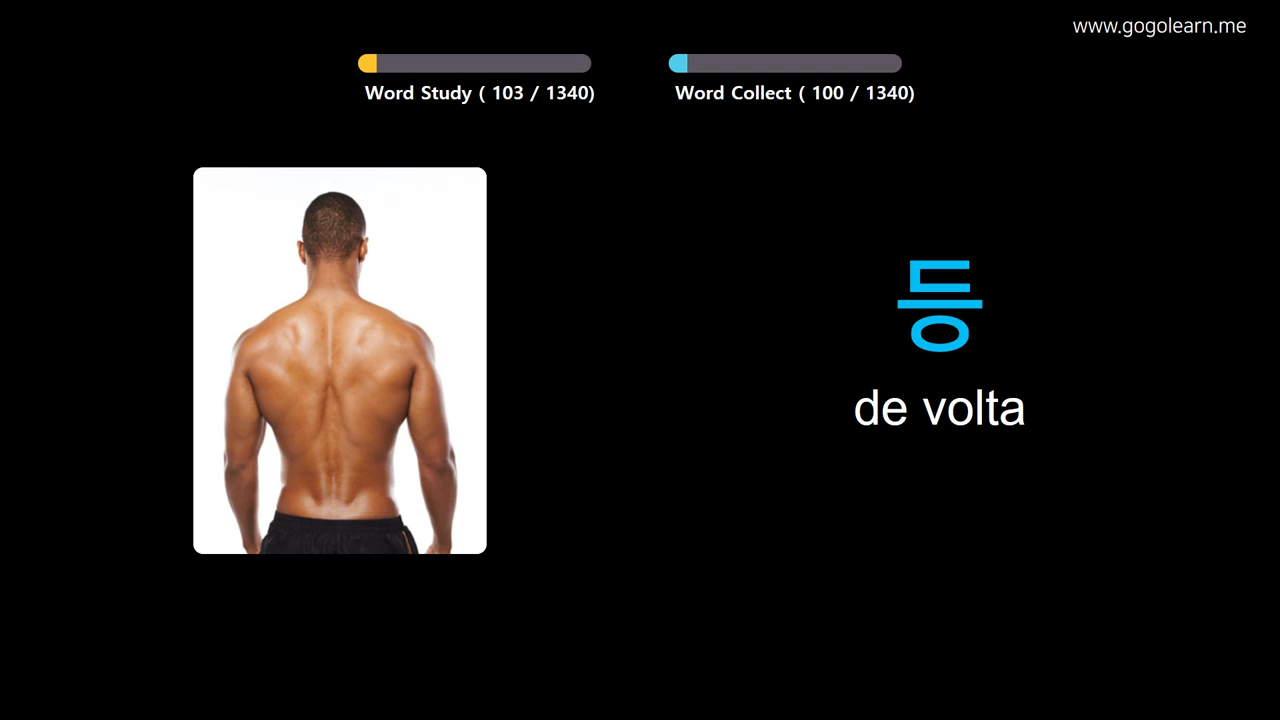 www.gogolearn.me
Word Study ( 103 / 1340)
Word Collect ( 100 / 1340)
등
de volta